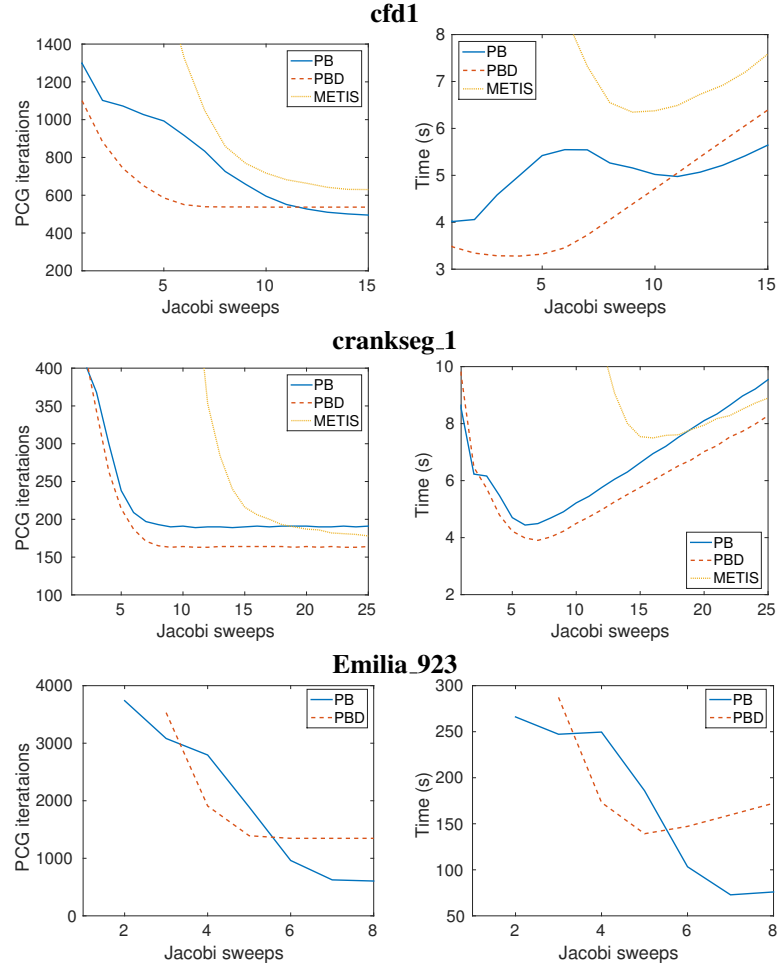 cfd1
PCG iterataions
1400
1200
1000
800
600
400
200
5
10
15
Jacobi sweeps
PB
PBD
METIS
Time (s)
8
7
6
5
4
3
5
10
15
Jacobi sweeps
PB
PBD
METIS
crankseg_1
PCG iterataions
400
350
300
250
200
150
100
5
10
15
20
25
Jacobi sweeps
PB
PBD
METIS
Time (s)
10
8
6
4
2
5
10
15
20
25
Jacobi sweeps
PB
PBD
METIS
Emilia_923
PCG iterataions
4000
3000
2000
1000
0
2
4
6
8
Jacobi sweeps
PB
PBD
Time (s)
300
250
200
150
100
50
2
4
6
8
Jacobi sweeps
PB
PBD